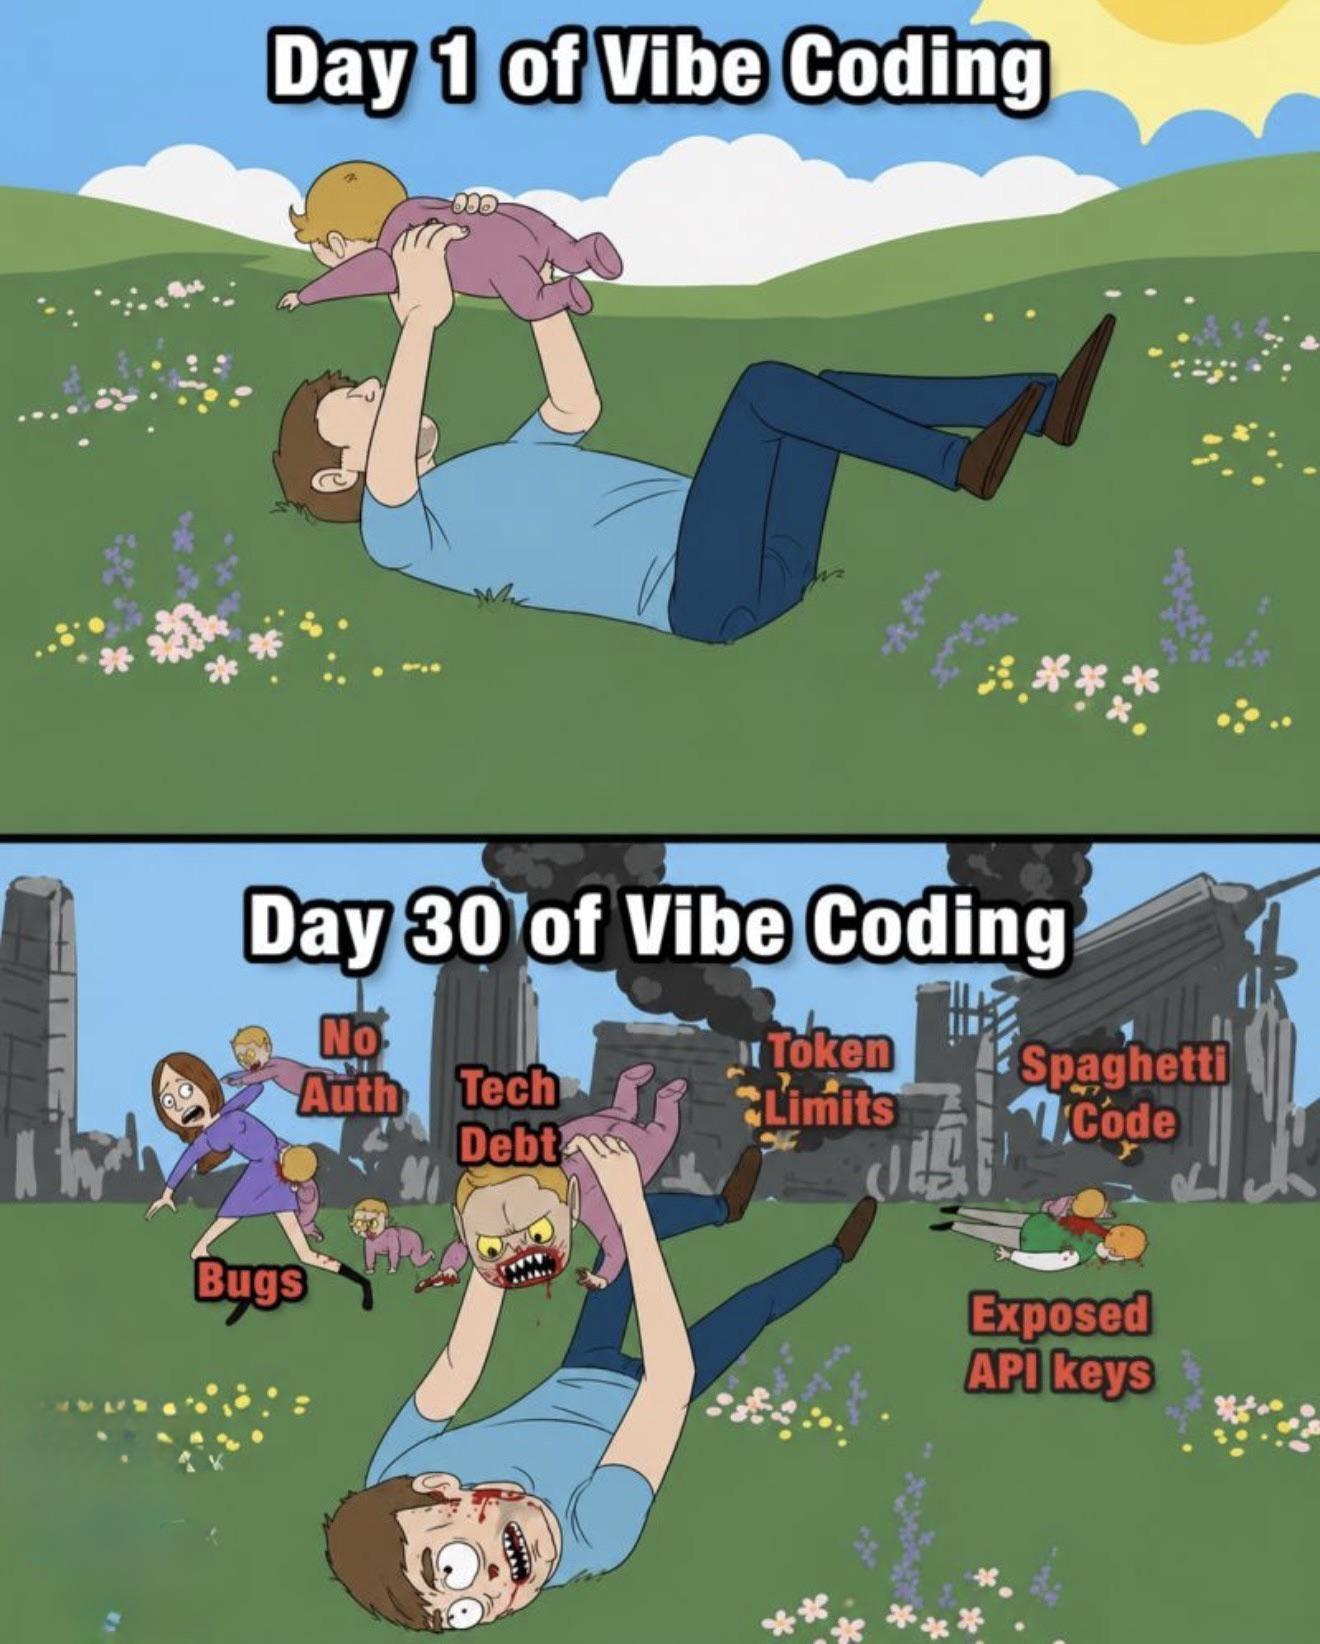 Day 1 of Vibe Coding
Day 30 of Vibe Coding
No
Auth
Tech
Debt
Token
Limits
Spaghetti
Code
Bugs
Exposed
API keys